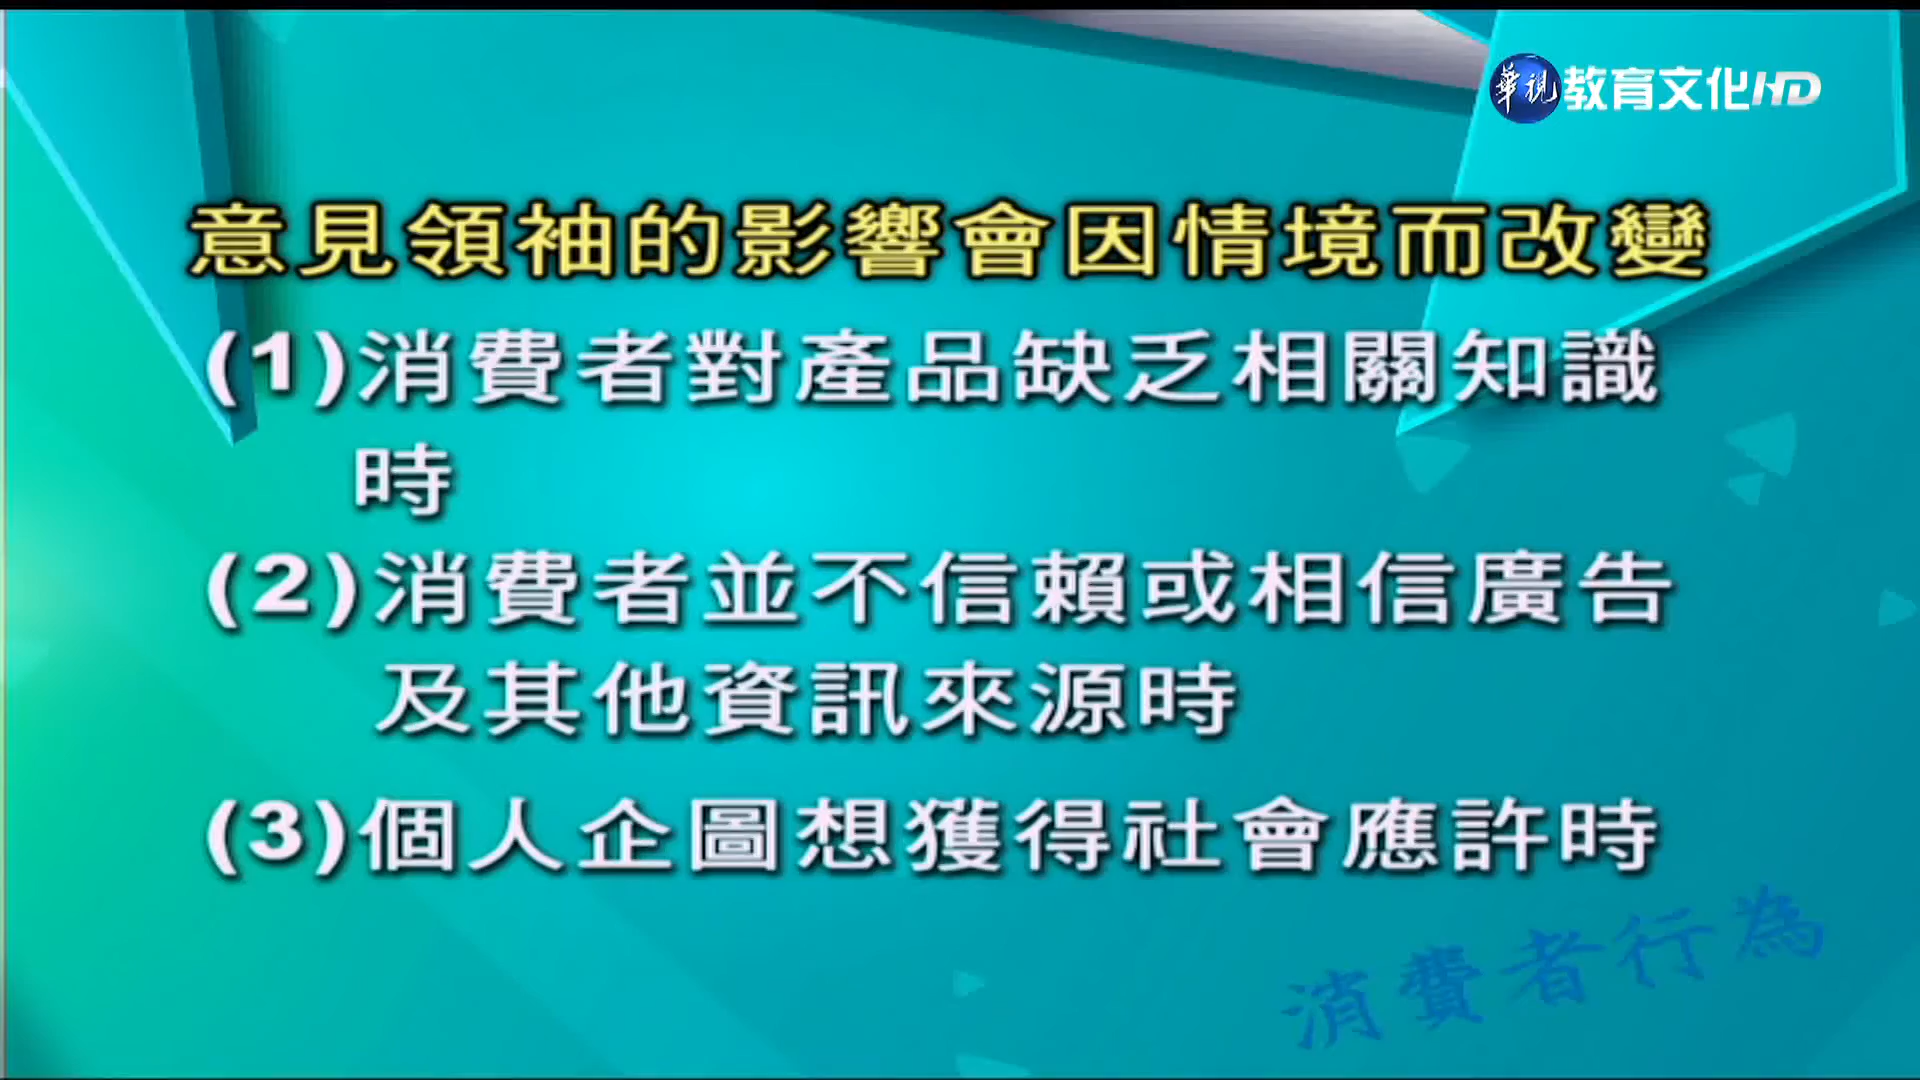 華視 教育文化HD
意見領袖的影響會因情境而改變
(1)消費者對產品缺乏相關知識
時
(2)消費者並不信賴或相信廣告
及其他資訊來源時
(3)個人企圖想獲得社會應許時
消費者行為